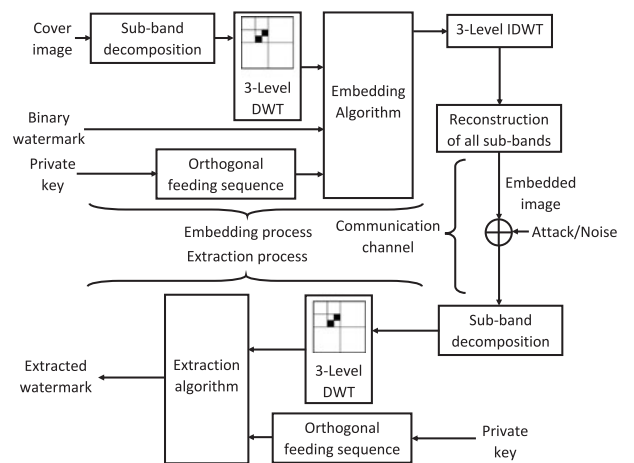 Cover
image
Sub-band
decomposition
3-Level
DWT
Embedding
Algorithm
3-Level IDWT
Binary
watermark
Reconstruction
of all sub-bands
Private
key
Orthogonal
feeding sequence
Embedded
image
Embedding process
Communication
channel
Attack/Noise
Extraction process
Sub-band
decomposition
3-Level
DWT
Extraction
algorithm
Extracted
watermark
Orthogonal
feeding sequence
Private
key